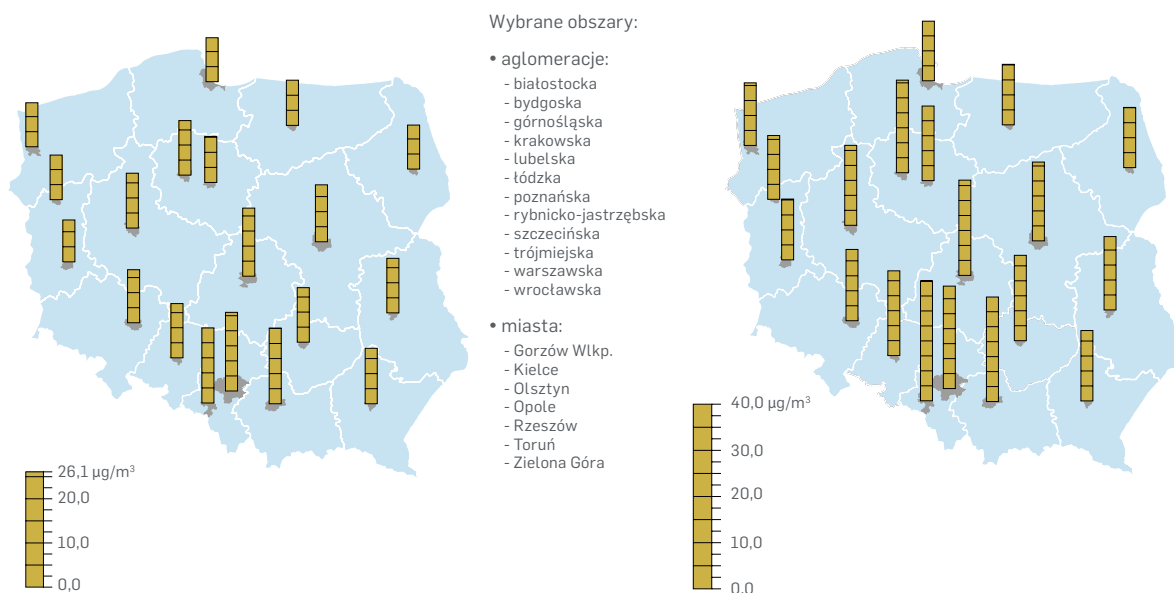 Wybrane obszary:
• aglomeracje:
- białostocka
- bydgoska
- górnośląska
- krakowska
- lubelska
- łódzka
- poznańska
- rybnicko-jastrzębska
- szczecińska
- trójmiejska
- warszawska
- wrocławska
• miasta:
- Gorzów Wlkp.
- Kielce
- Olsztyn
- Opole
- Rzeszów
- Toruń
- Zielona Góra
26,1 µg/m³
20,0
10,0
0,0
40,0 µg/m³
30,0
20,0
10,0
0,0